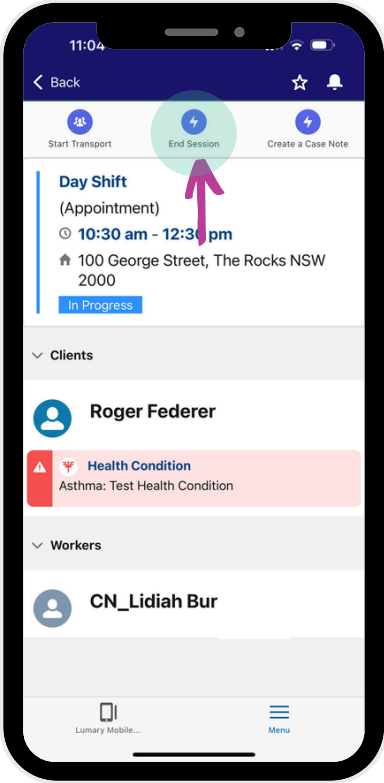 11:04
Back
Start Transport
End Session
Create a Case Note
Day Shift
(Appointment)
10:30 am - 12:30 pm
100 George Street, The Rocks NSW
2000
In Progress
Clients
Roger Federer
Health Condition
Asthma: Test Health Condition
Workers
CN_Lidiah Bur
Lumary Mobile...
Menu